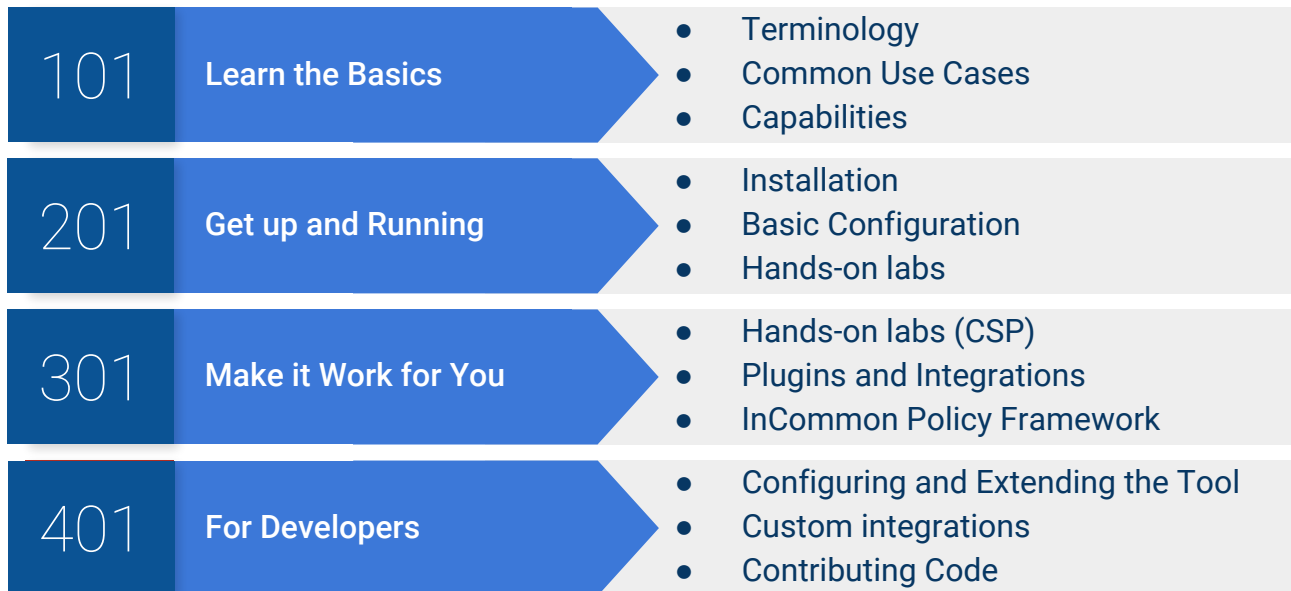 101
Learn the Basics
● Terminology
● Common Use Cases
● Capabilities
201
Get up and Running
● Installation
● Basic Configuration
● Hands-on labs
301
Make it Work for You
● Hands-on labs (CSP)
● Plugins and Integrations
● InCommon Policy Framework
401
For Developers
● Configuring and Extending the Tool
● Custom integrations
● Contributing Code